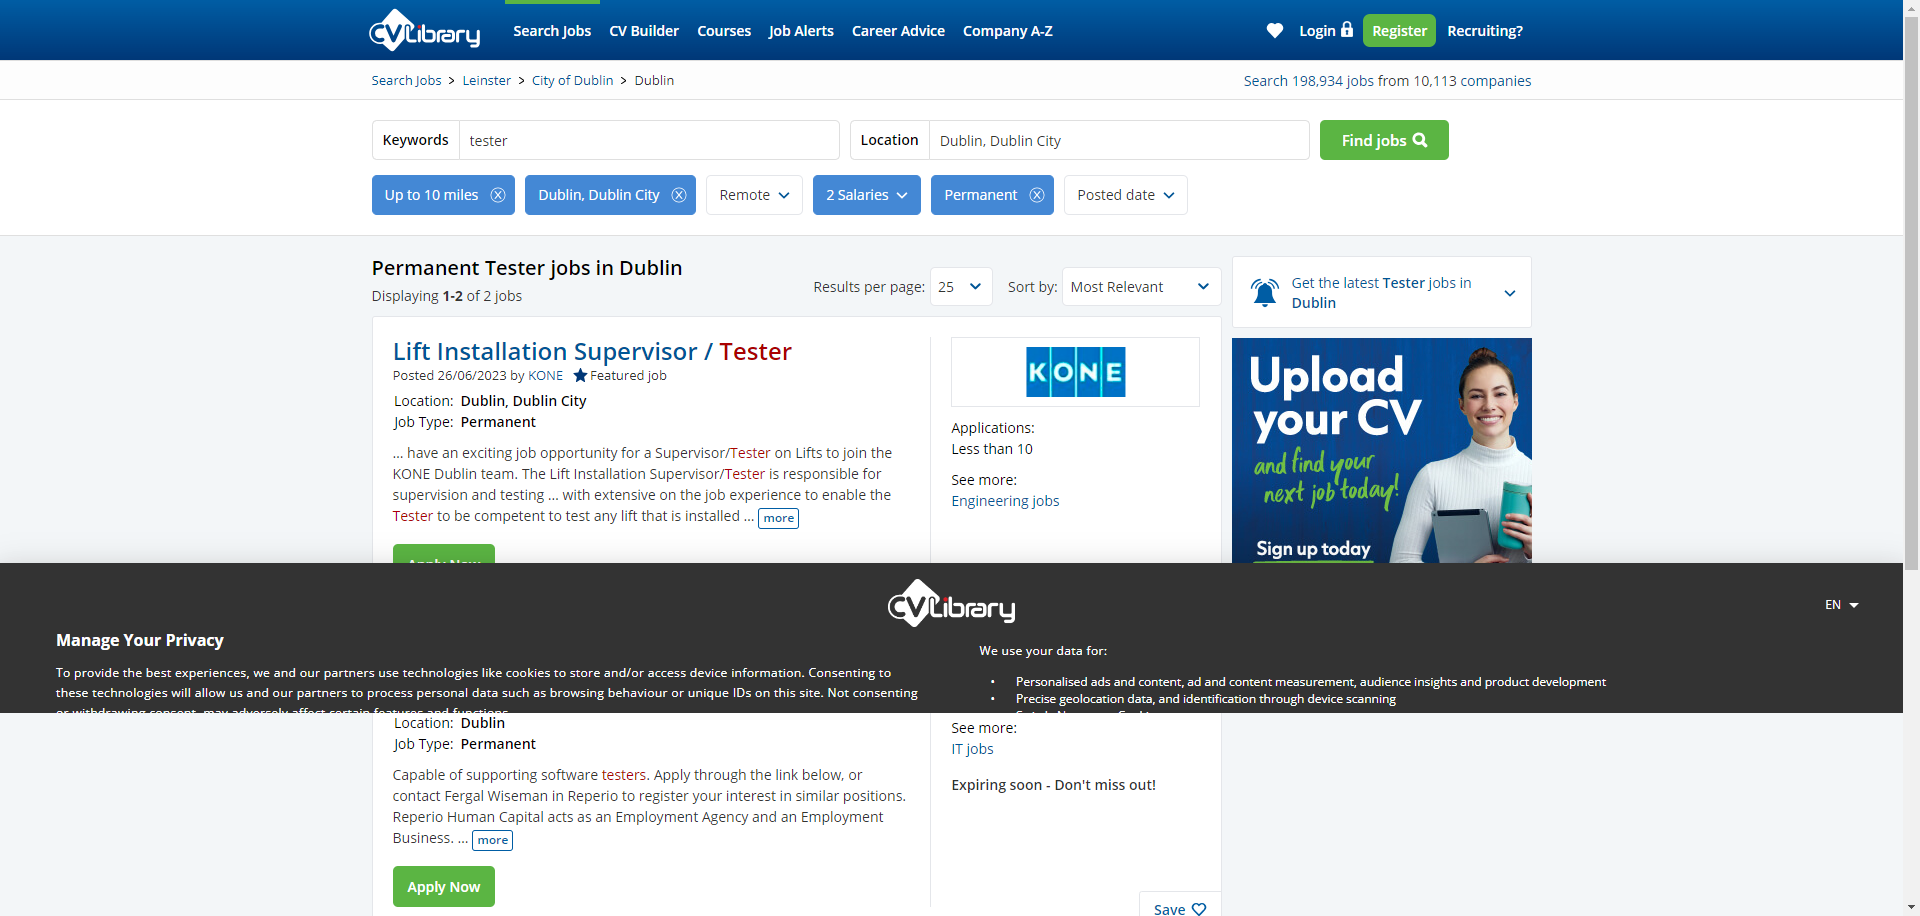 CVLibrary
Search Jobs
CV Builder
Courses
Job Alerts
Career Advice
Company A-Z
Login
Register
Recruiting?
Search Jobs > Leinster > City of Dublin > Dublin
Search 198,934 jobs from 10,113 companies
Keywords
tester
Location
Dublin, Dublin City
Find jobs
Up to 10 miles
Dublin, Dublin City
Remote
2 Salaries
Permanent
Posted date
Permanent Tester jobs in Dublin
Displaying 1-2 of 2 jobs
Results per page: 25
Sort by: Most Relevant
Lift Installation Supervisor / Tester
Posted 26/06/2023 by KONE Featured job
Location: Dublin, Dublin City
Job Type: Permanent
... have an exciting job opportunity for a Supervisor/Tester on Lifts to join the
KONE Dublin team. The Lift Installation Supervisor/Tester is responsible for
supervision and testing ... with extensive on the job experience to enable the
Tester to be competent to test any lift that is installed ... more
Apply Now
KONE
Applications:
Less than 10
See more:
Engineering jobs
Get the latest Tester jobs in
Dublin
Upload
your CV
and find your
next job today!
Sign up today
CVLibrary
EN
Manage Your Privacy
To provide the best experiences, we and our partners use technologies like cookies to store and/or access device information. Consenting to
these technologies will allow us and our partners to process personal data such as browsing behaviour or unique IDs on this site. Not consenting
or withdrawing consent, may adversely affect certain features and functions.
We use your data for:
• Personalised ads and content, ad and content measurement, audience insights and product development
• Precise geolocation data, and identification through device scanning
Location: Dublin
Job Type: Permanent
Capable of supporting software testers. Apply through the link below, or
contact Fergal Wiseman in Reperio to register your interest in similar positions.
Reperio Human Capital acts as an Employment Agency and an Employment
Business. ... more
Apply Now
See more:
IT jobs
Expiring soon - Don't miss out!
Save